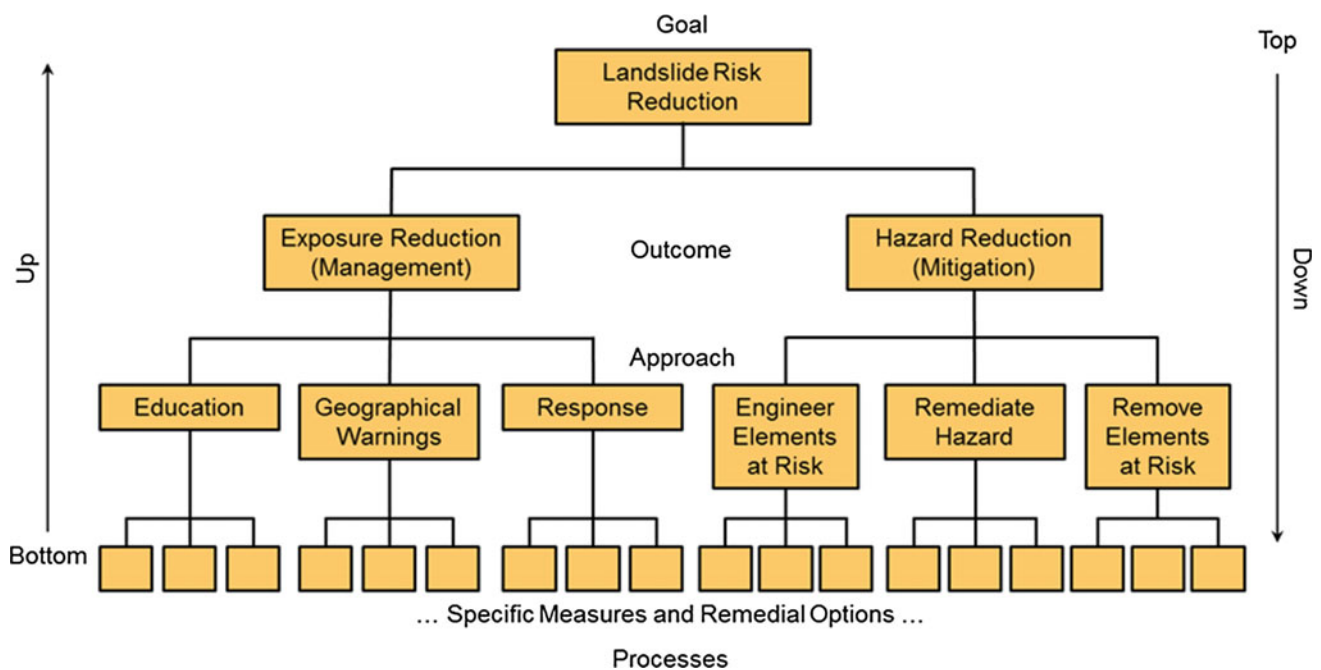 Goal
Top
Landslide Risk
Reduction
Up
Exposure Reduction
(Management)
Outcome
Hazard Reduction
(Mitigation)
Down
Approach
Education
Geographical
Warnings
Response
Engineer
Elements
at Risk
Remediate
Hazard
Remove
Elements
at Risk
Bottom
... Specific Measures and Remedial Options ...
Processes